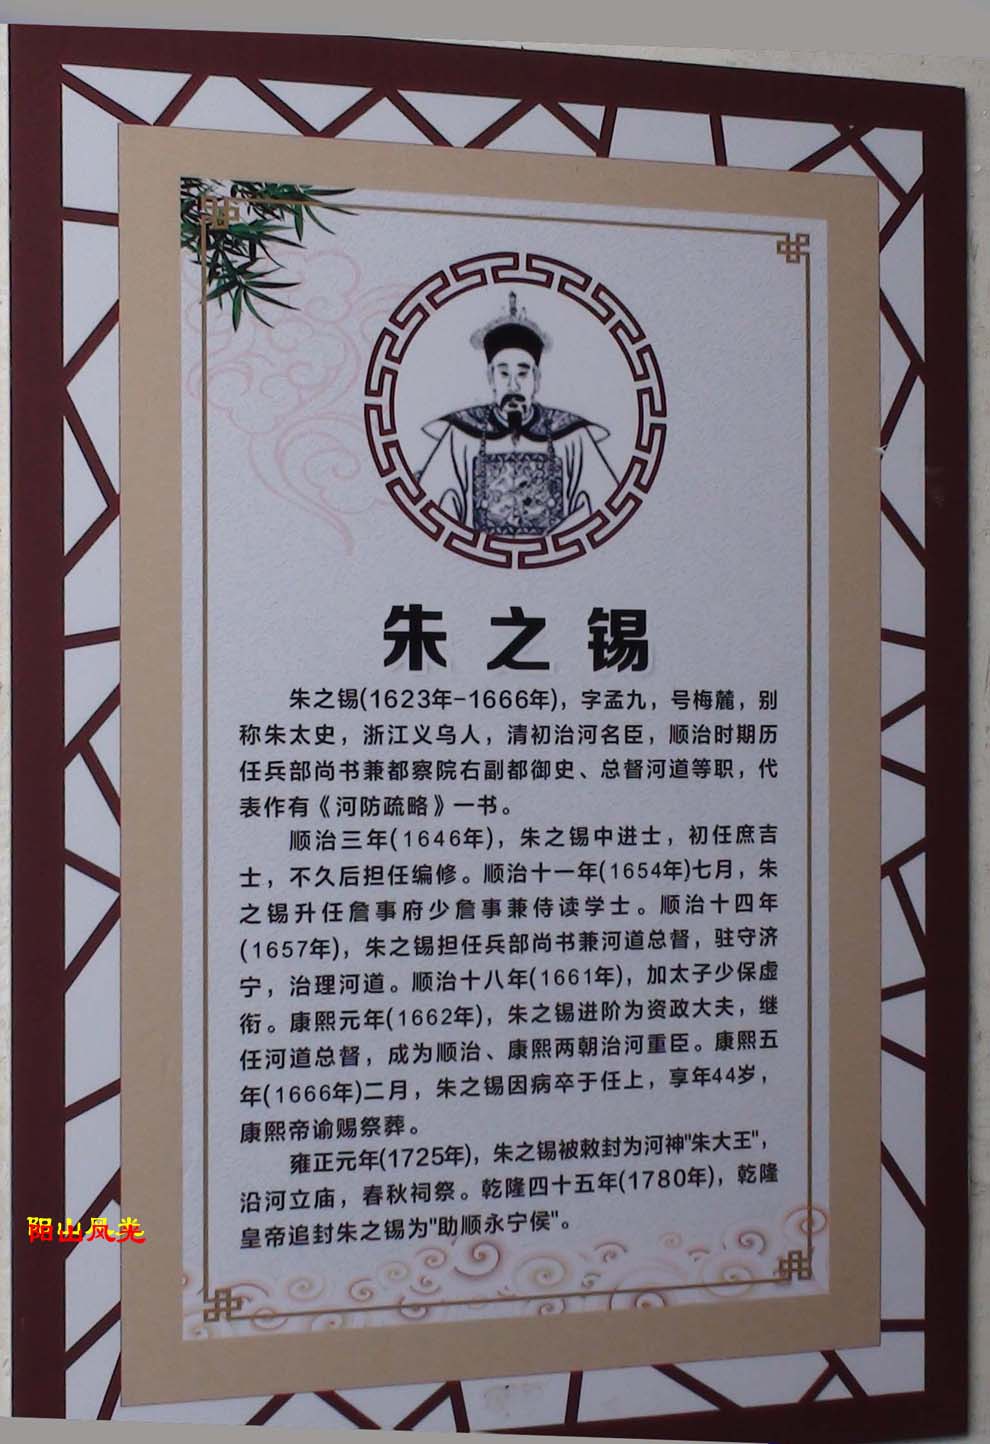 朱之锡
朱之锡(1623年-1666年)，字孟九，号梅麓，别
称朱太史，浙江义乌人，清初治河名臣，顺治时期历
任兵部尚书兼都察院右副都御史、总督河道等职，代
表作有《河防疏略》一书。
顺治三年(1646年)，朱之锡中进士，初任庶吉
士，不久后担任编修。顺治十一年(1654年)七月，朱
之锡升任詹事府少詹事兼侍读学士。顺治十四年
(1657年)，朱之锡担任兵部尚书兼河道总督，驻守济
宁，治理河道。顺治十八年(1661年)，加太子少保虚
衔。康熙元年(1662年)，朱之锡进阶为资政大夫，继
任河道总督，成为顺治、康熙两朝治河重臣。康熙五
年(1666年)二月，朱之锡因病卒于任上，享年44岁，
康熙帝谕赐祭葬。
雍正元年(1725年)，朱之锡被敕封为河神"朱大王"，
沿河立庙，春秋祠祭。乾隆四十五年(1780年)，乾隆
皇帝追封朱之锡为"助顺永宁侯"。
阳山风光